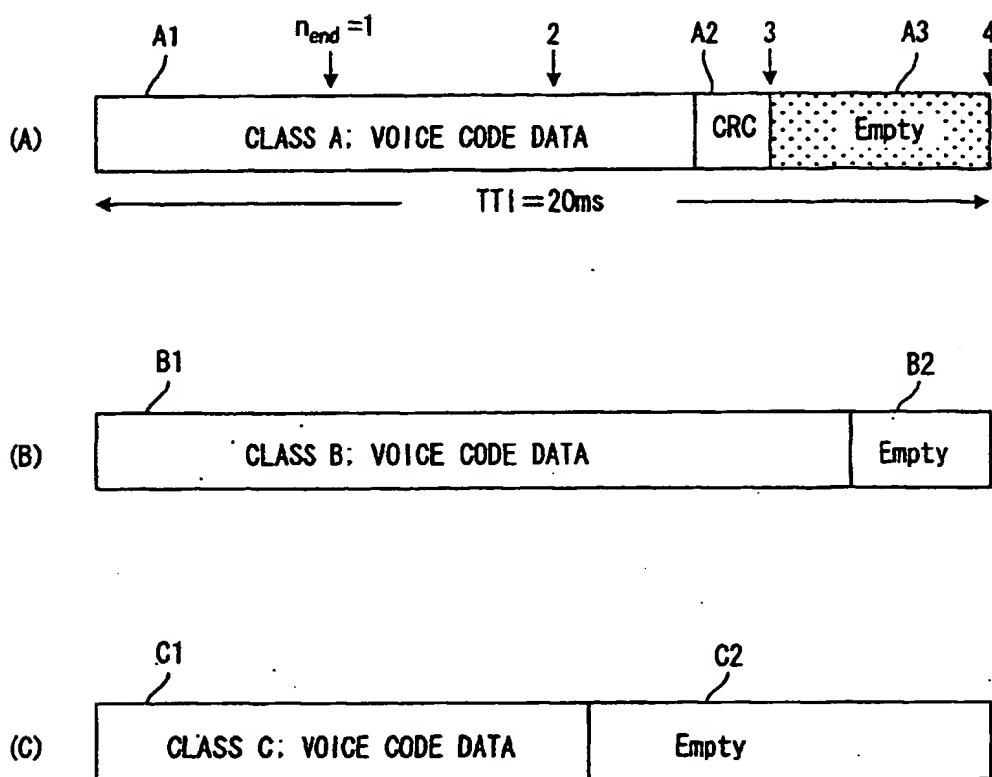 A1 n_end =1 2 A2 3 A3 4
(A) CLASS A; VOICE CODE DATA CRC Empty
TTI=20ms
B1 B2
(B) CLASS B; VOICE CODE DATA Empty
C1 C2
(C) CLASS C; VOICE CODE DATA Empty